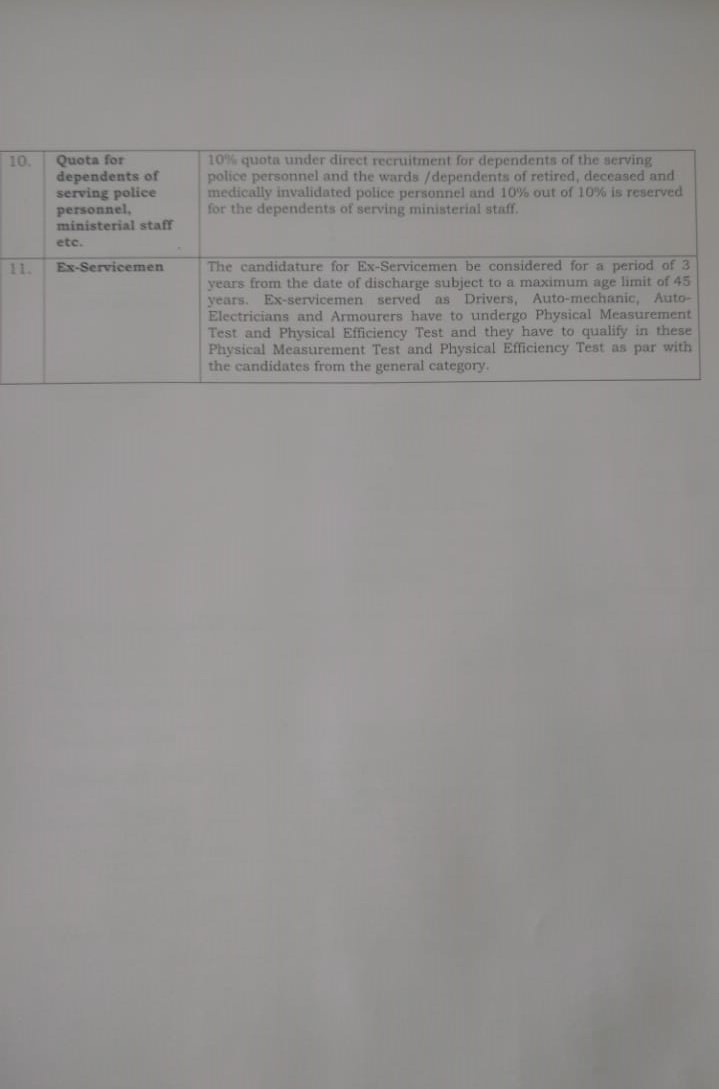 10.
Quota for
dependents of
serving police
personnel,
ministerial staff
etc.
10% quota under direct recruitment for dependents of the serving
police personnel and the wards /dependents of retired, deceased and
medically invalidated police personnel and 10% out of 10% is reserved
for the dependents of serving ministerial staff.
11.
Ex-Servicemen
The candidature for Ex-Servicemen be considered for a period of 3
years from the date of discharge subject to a maximum age limit of 45
years. Ex-servicemen served as Drivers, Auto-mechanic, Auto-
Electricians and Armourers have to undergo Physical Measurement
Test and Physical Efficiency Test and they have to qualify in these
Physical Measurement Test and Physical Efficiency Test as par with
the candidates from the general category.